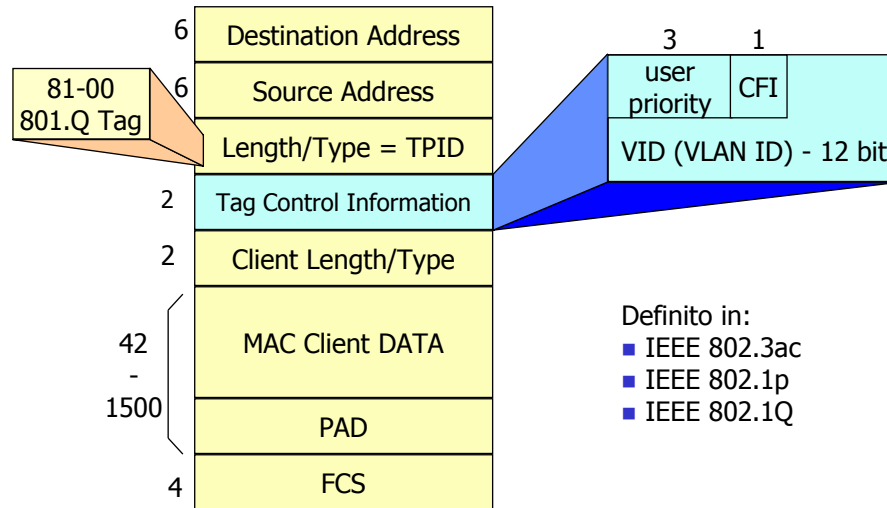 6
Destination Address
3
1
81-00
801.Q Tag
6
Source Address
user
priority
CFI
Length/Type = TPID
VID (VLAN ID) - 12 bit
2
Tag Control Information
2
Client Length/Type
42
-
1500
MAC Client DATA
PAD
4
FCS
Definito in:
IEEE 802.3ac
IEEE 802.1p
IEEE 802.1Q